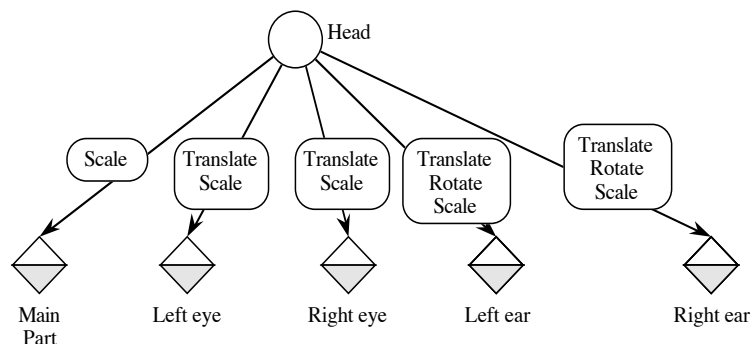 Head
Scale
Translate
Scale
Translate
Scale
Translate
Rotate
Scale
Translate
Rotate
Scale
Main
Part
Left eye
Right eye
Left ear
Right ear